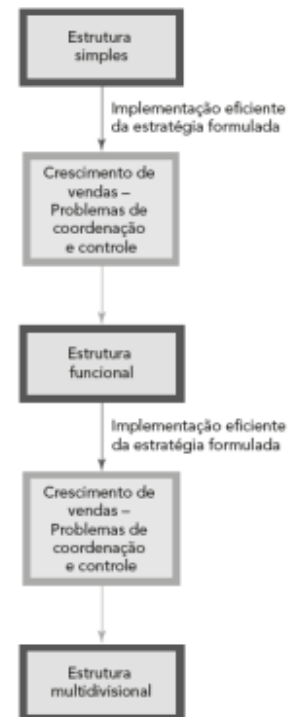 Estrutura
simples
Implementação eficiente
da estratégia formulada
Crescimento de
vendas –
Problemas de
coordenação
e controle
Estrutura
funcional
Implementação eficiente
da estratégia formulada
Crescimento de
vendas –
Problemas de
coordenação
e controle
Estrutura
multidivisional